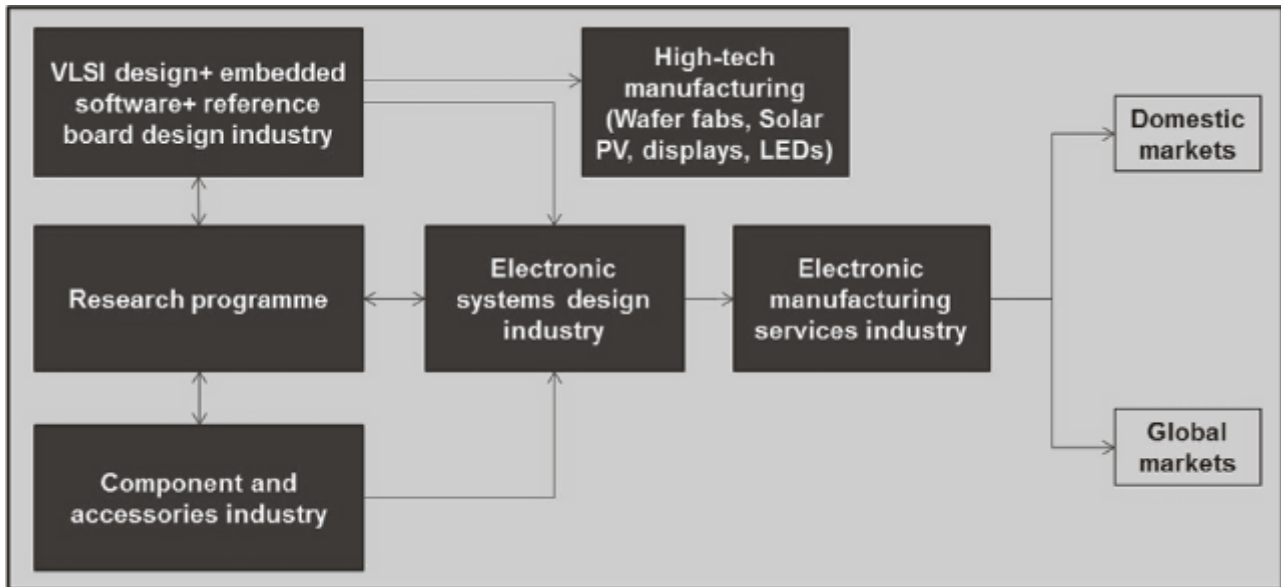 VLSI design+ embedded
software+ reference
board design industry
High-tech
manufacturing
(Wafer fabs, Solar
PV, displays, LEDs)
Domestic
markets
Research programme
Electronic
systems design
industry
Electronic
manufacturing
services industry
Component and
accessories industry
Global
markets